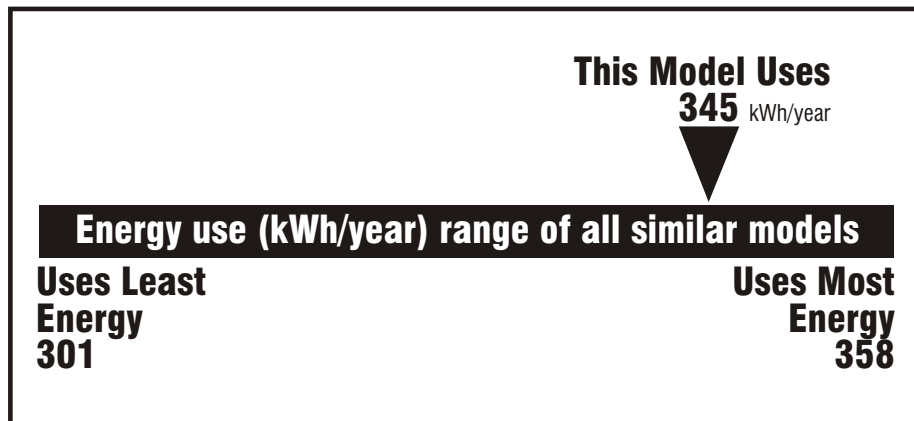 This Model Uses
345 kWh/year
Energy use (kWh/year) range of all similar models
Uses Least
Energy
301
Uses Most
Energy
358